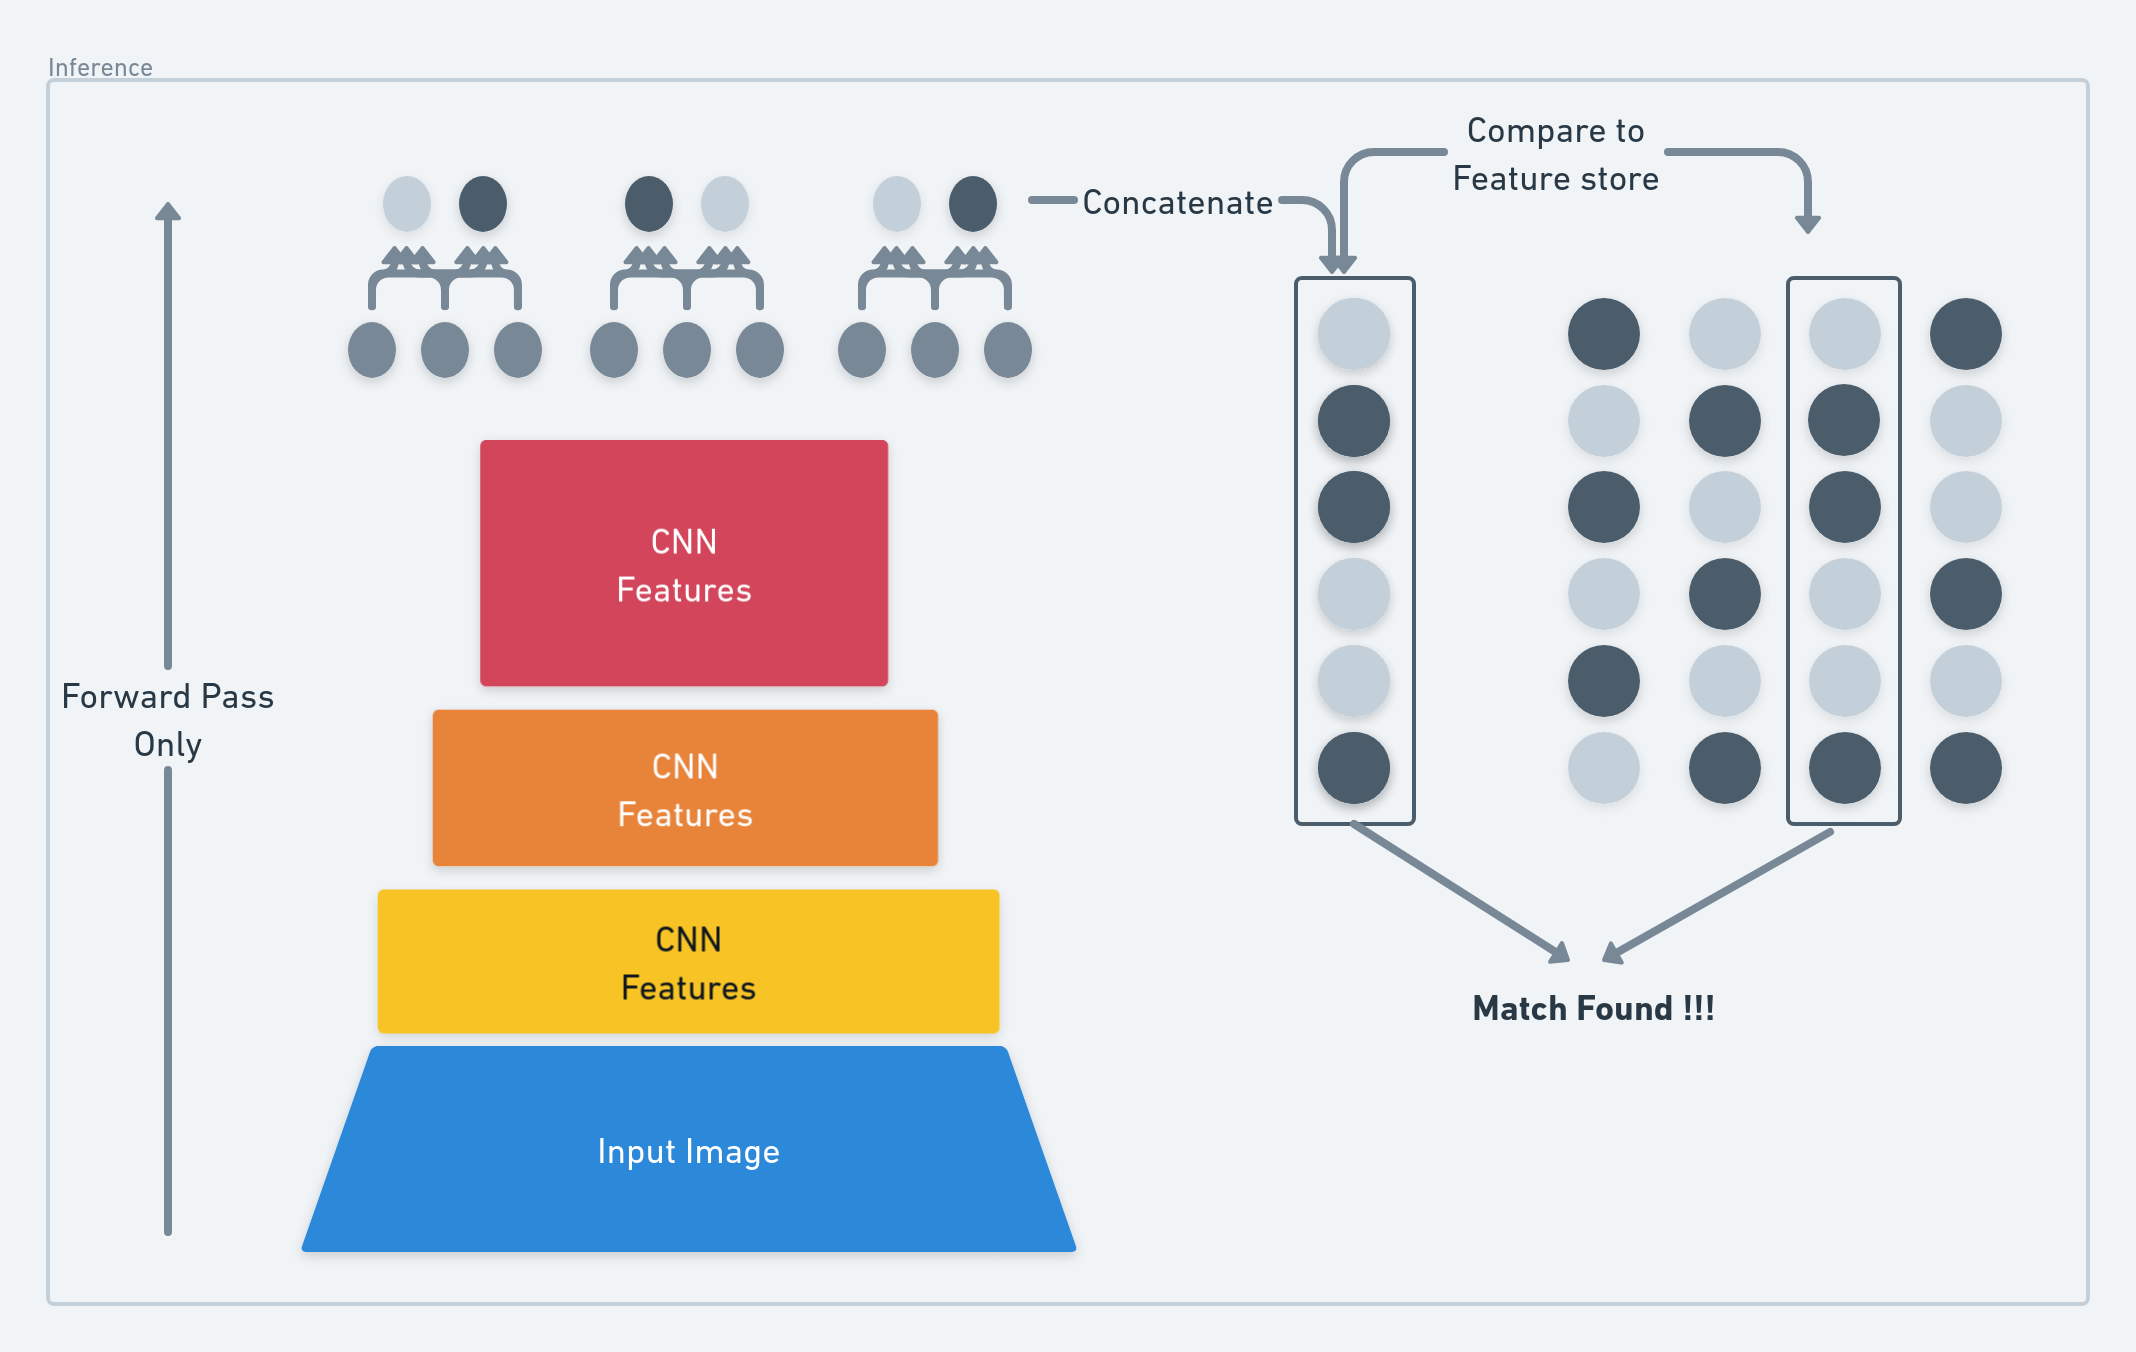 Inference
Compare to
Feature store
Concatenate
CNN
Features
Forward Pass
Only
CNN
Features
CNN
Features
Match Found !!!
Input Image